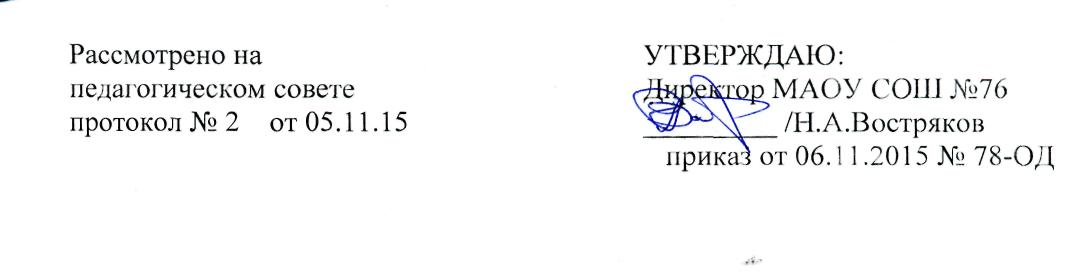 Рассмотрено на
педагогическом совете
протокол № 2 от 05.11.15
УТВЕРЖДАЮ:
Директор МАОУ СОШ №76
__________ /Н.А.Востряков
приказ от 06.11.2015 № 78-ОД